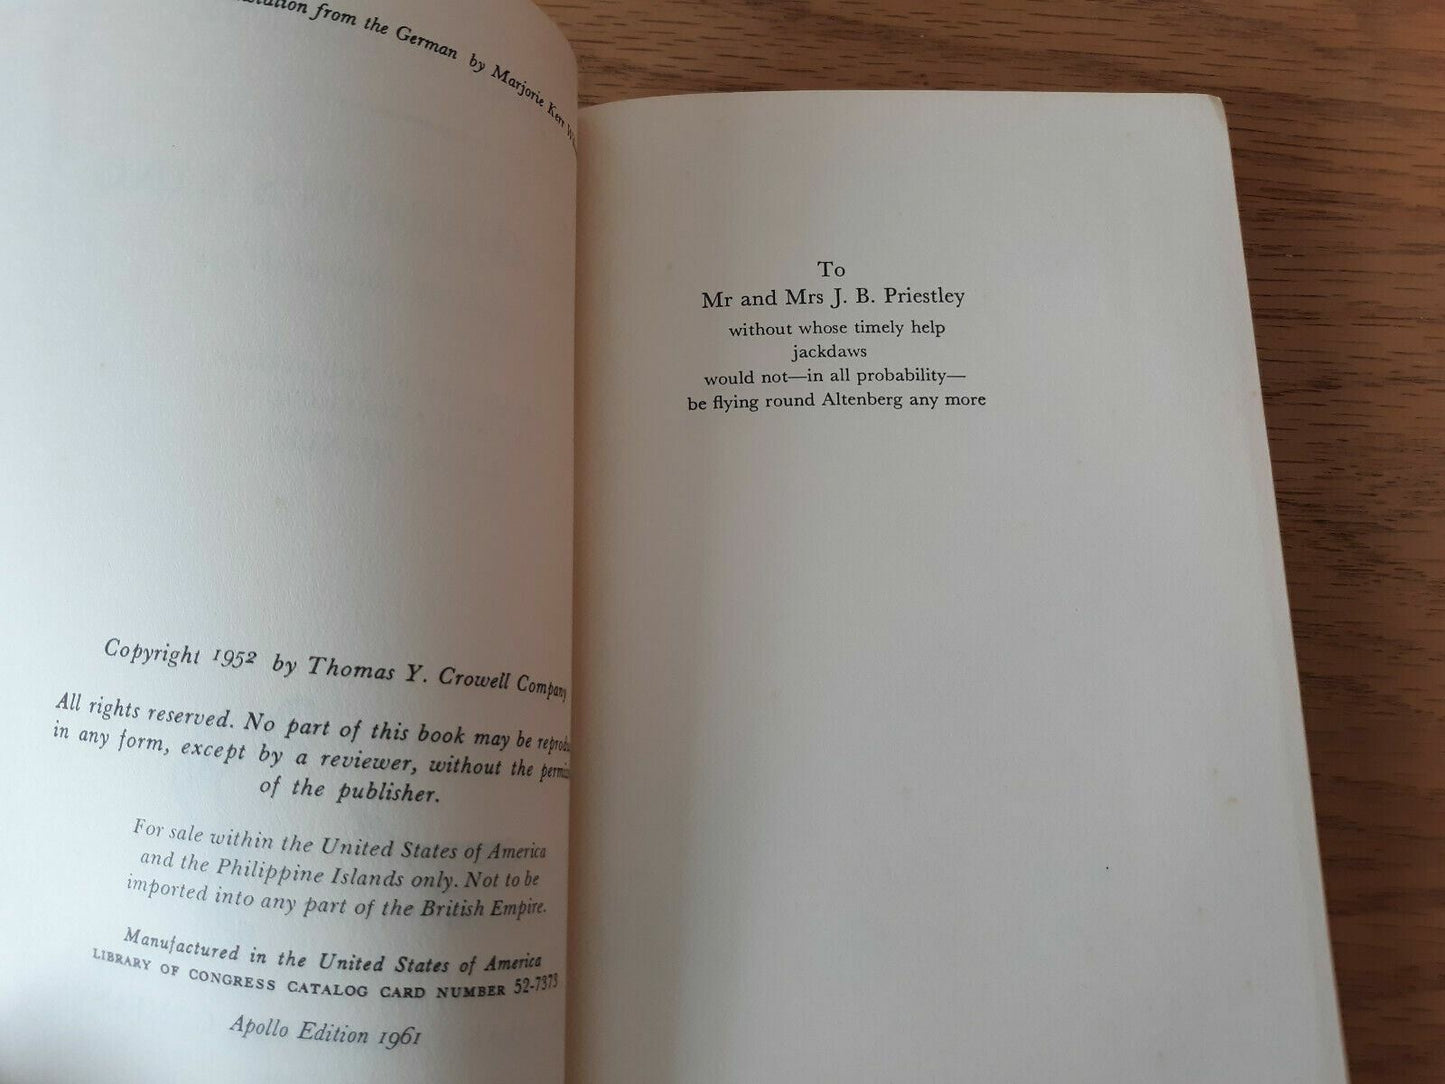 from the German by Marjorie Kerr
Copyright 1952 by Thomas Y. Crowell Company
All rights reserved. No part of this book may be
in any form, except by a reviewer, without the
of the publisher.
For sale within the United States of America
and the Philippine Islands only. Not to be
imported into any part of the British Empire.
Manufactured in the United States of America
LIBRARY OF CONGRESS CATALOG CARD NUMBER 52-7373
Apollo Edition 1961
To
Mr and Mrs J. B. Priestley
without whose timely help
jackdaws
would not—in all probability—
be flying round Altenberg any more